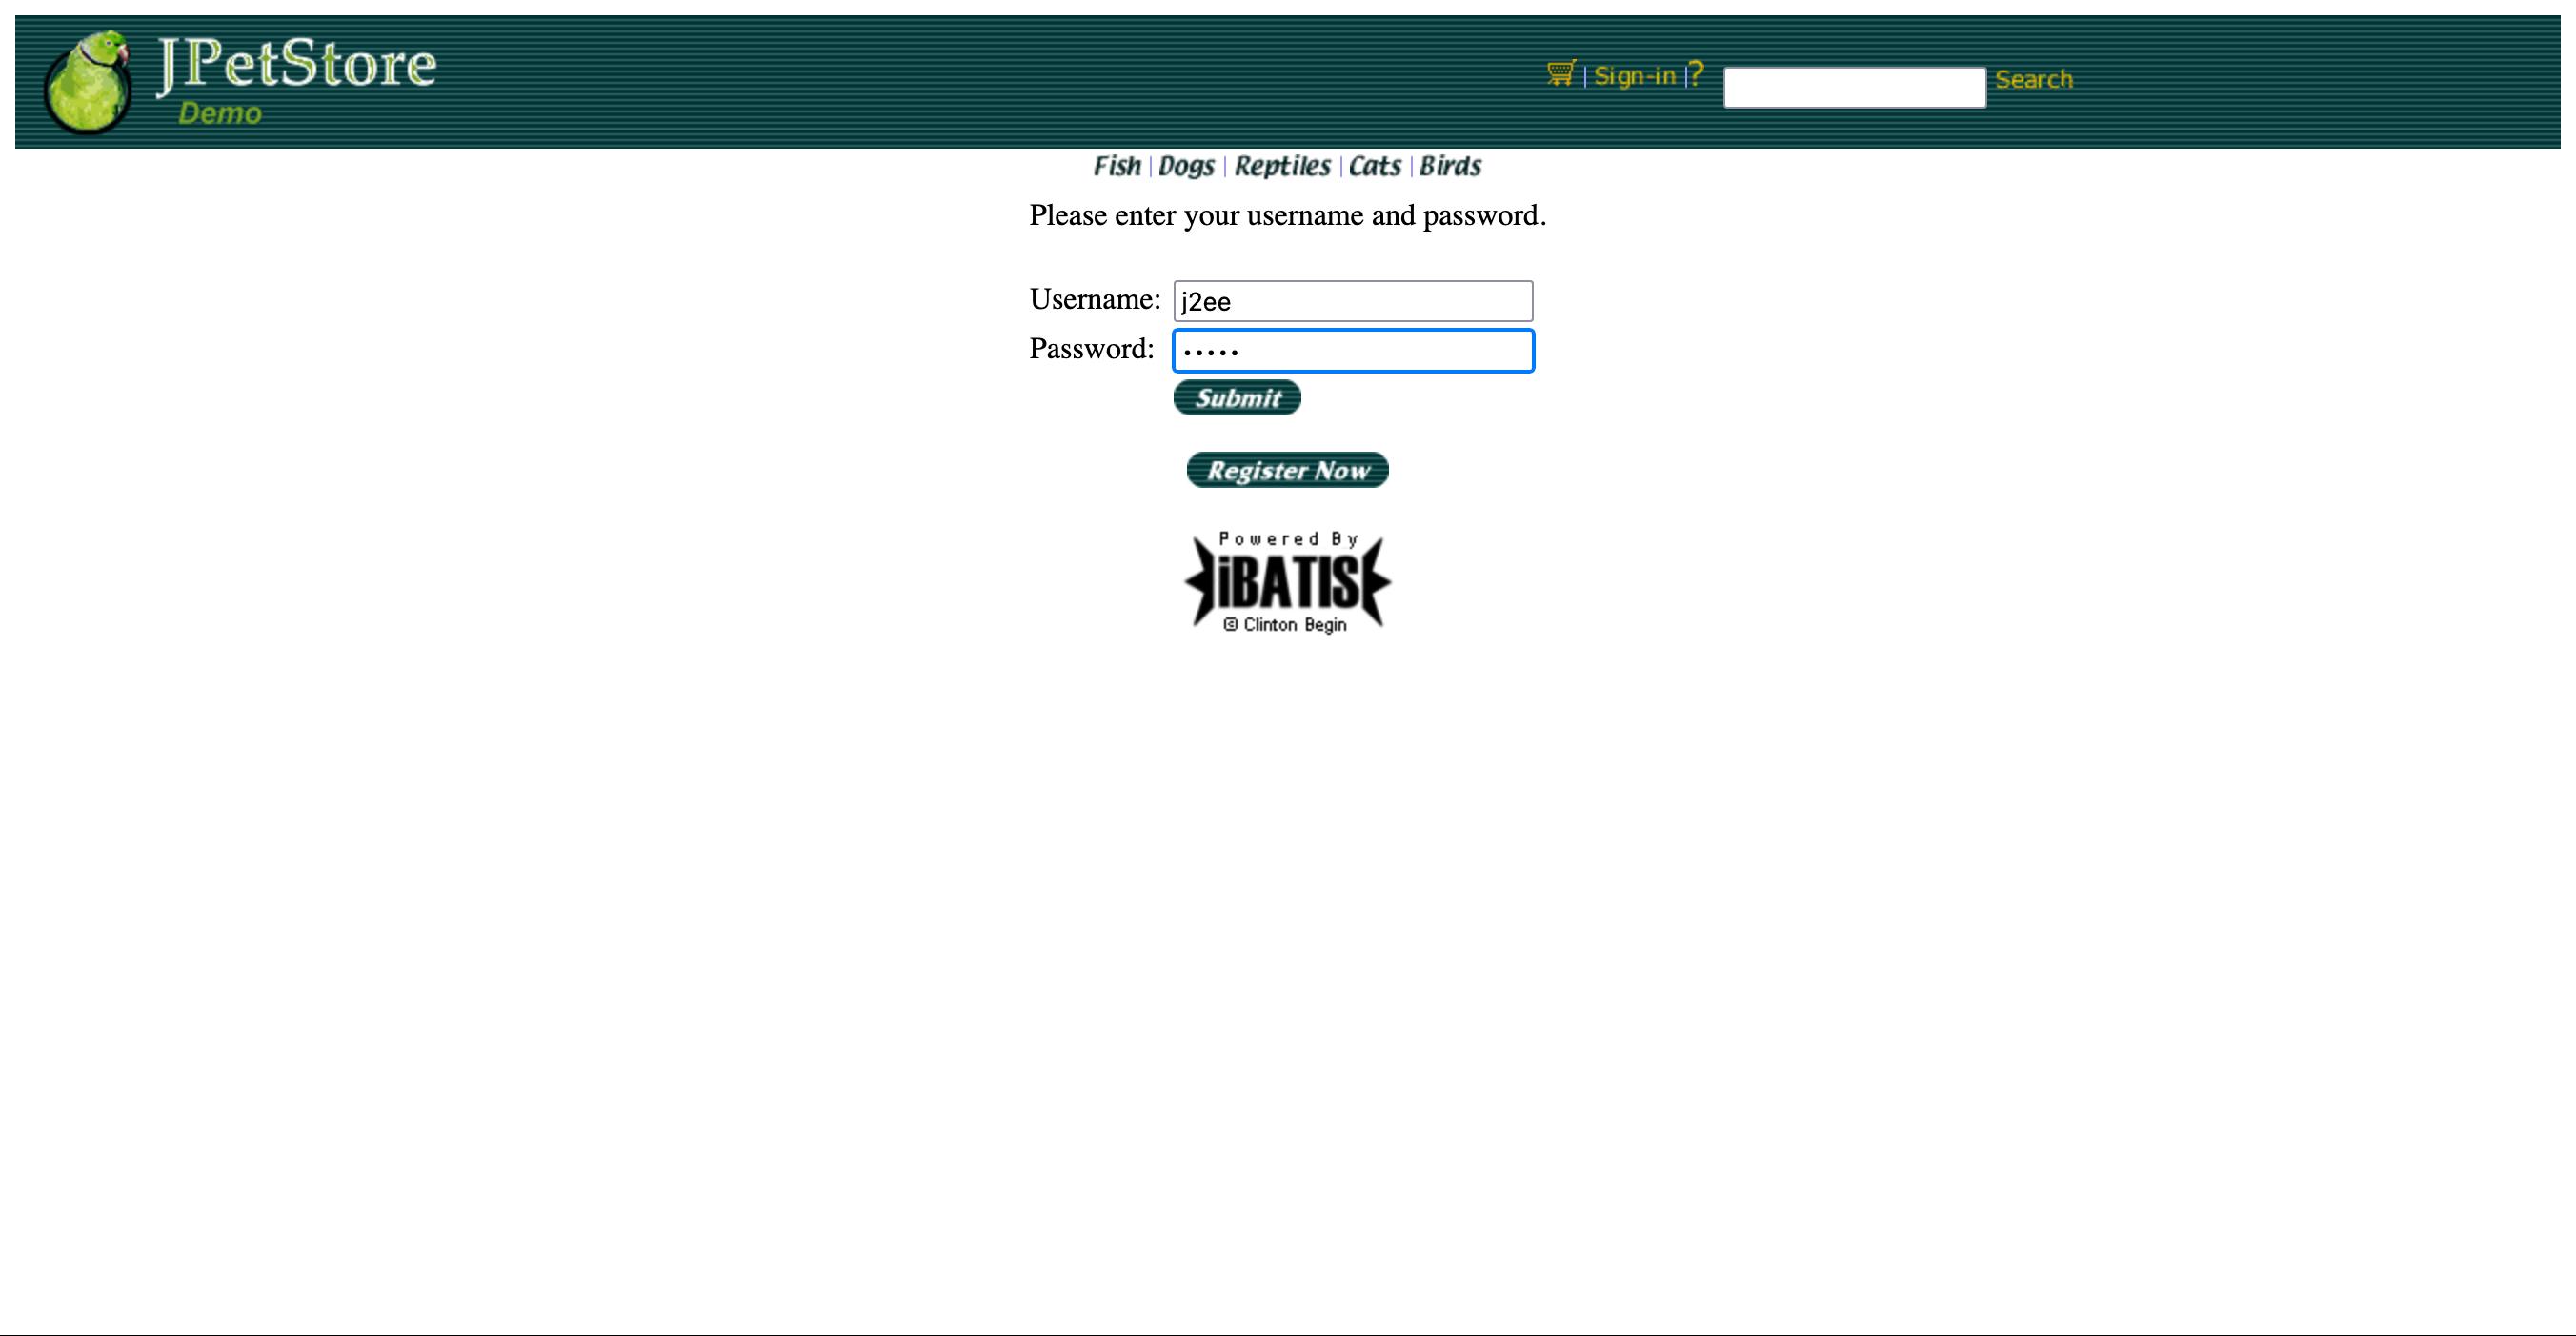 JPetStore
Demo
| Sign-in |? Search
Fish | Dogs | Reptiles | Cats | Birds
Please enter your username and password.
Username: j2ee
Password: •••••
Submit
Register Now
Powered By
iBATIS
© Clinton Begin